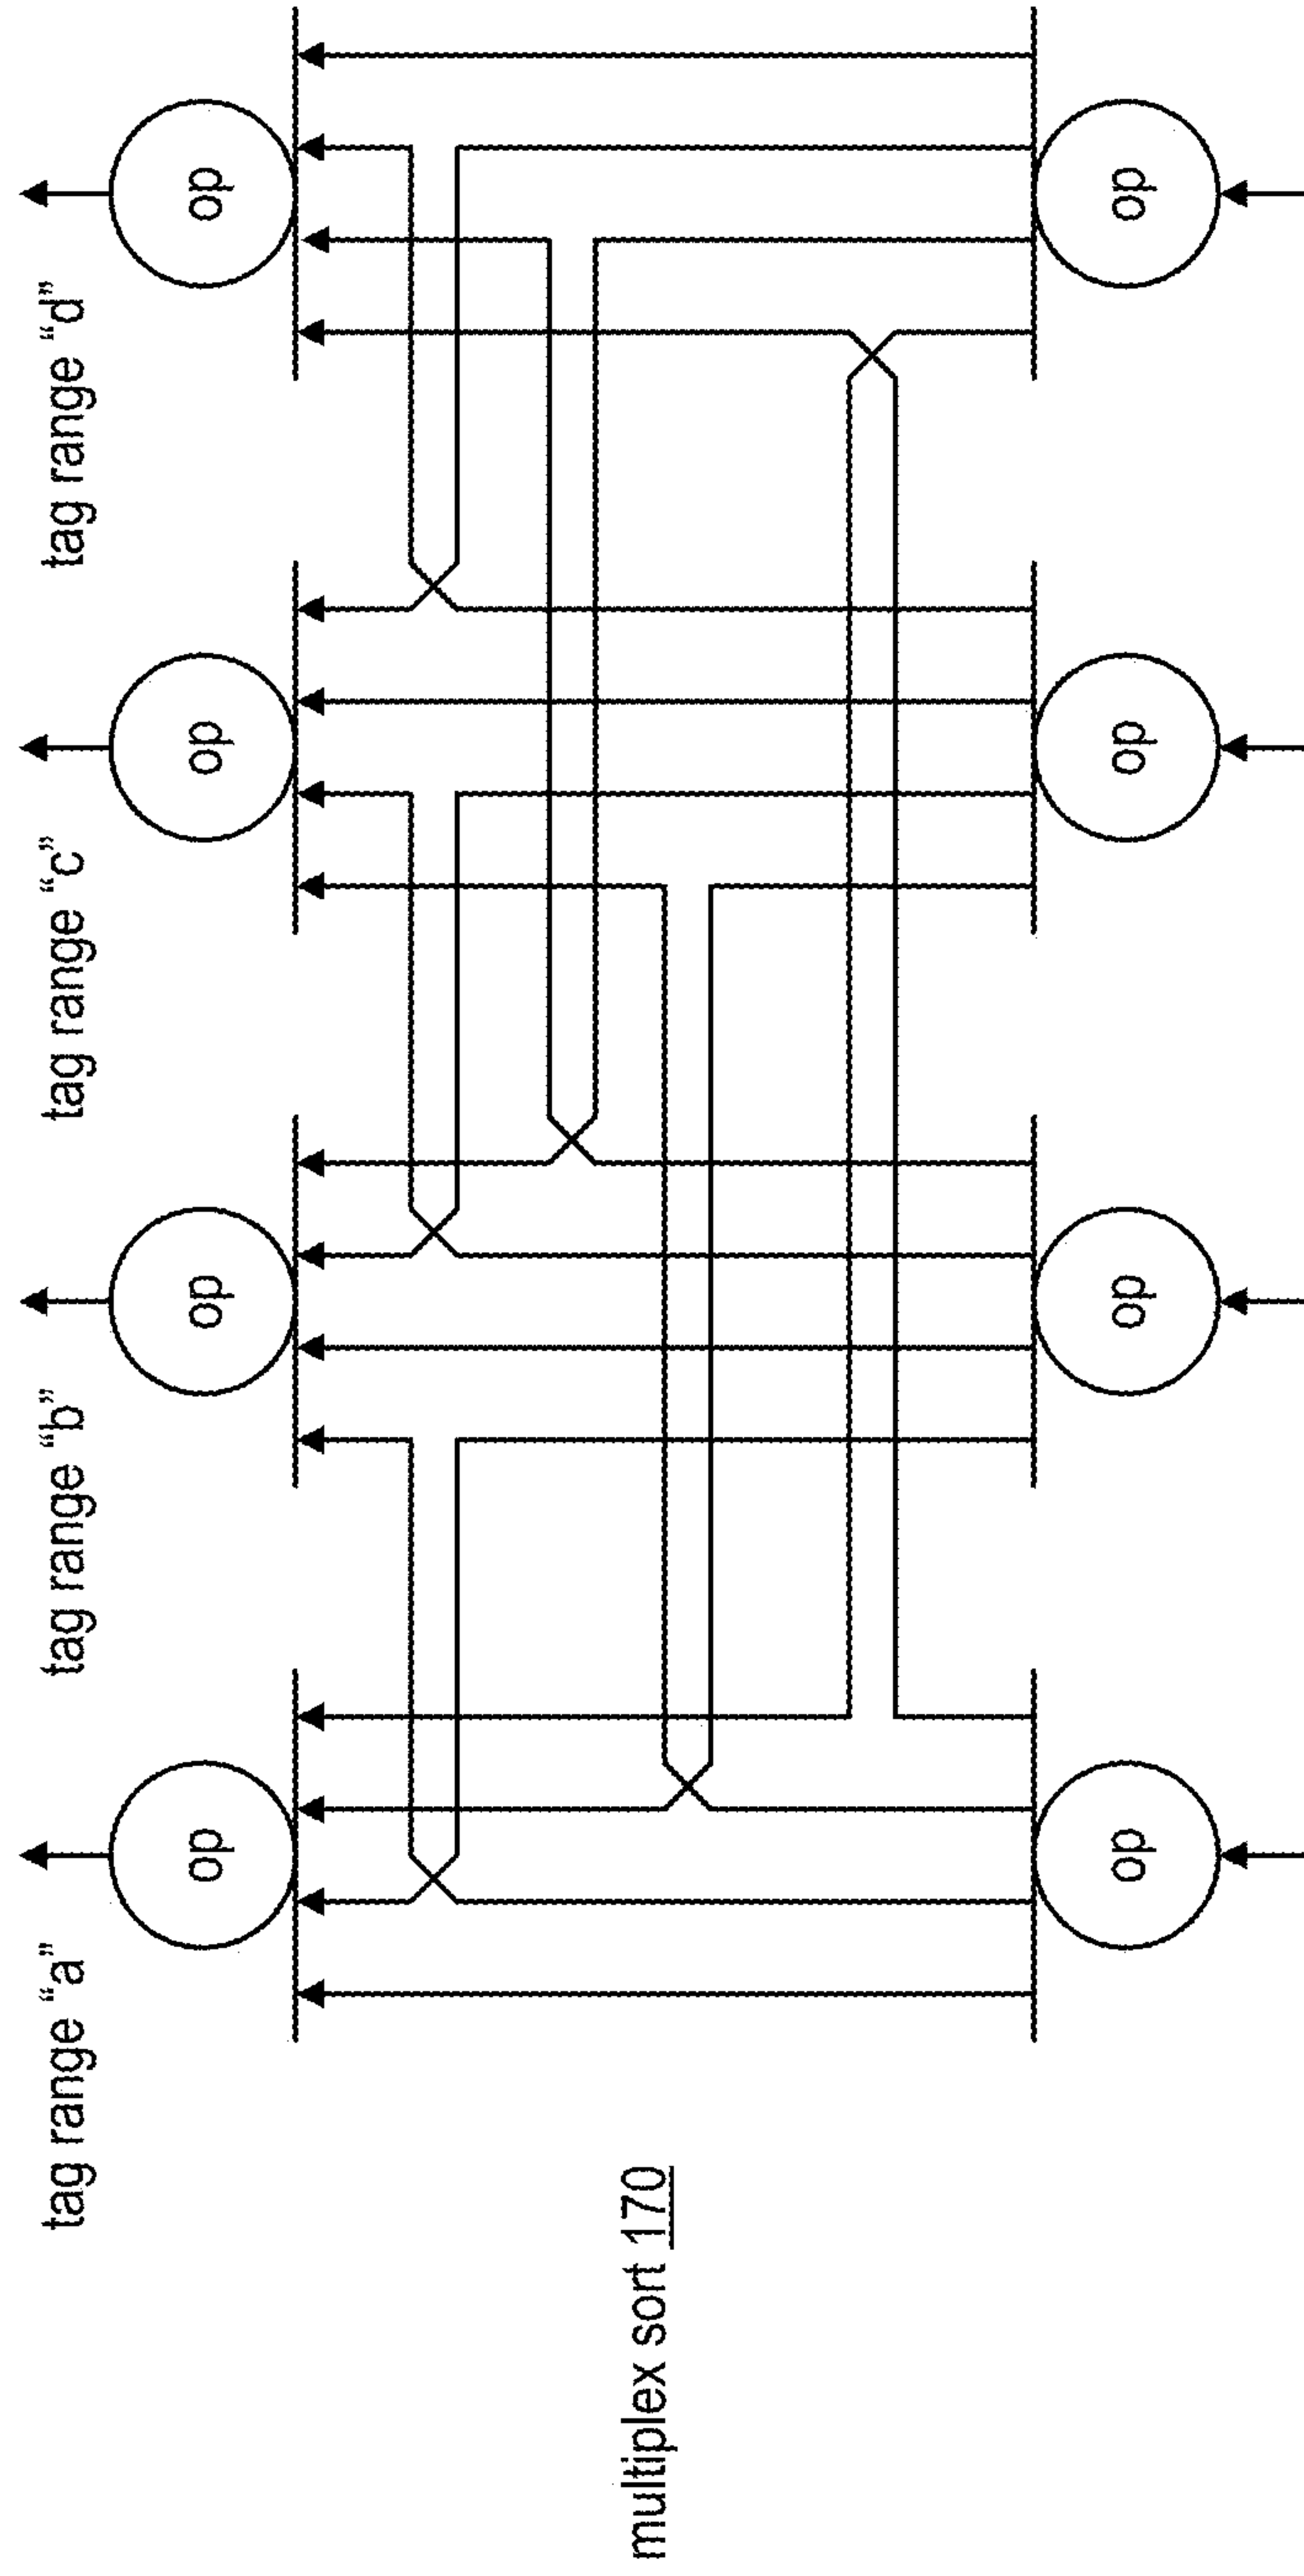 tag range “a”
tag range “b”
tag range “c”
tag range “d”
op
op
op
op
multiplex sort 170
op
op
op
op